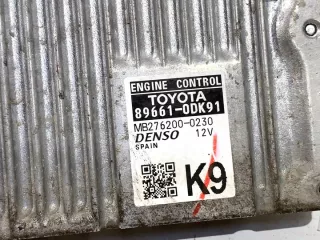 ENGINE CONTROL
TOYOTA
89661-0DK91
MB276200-0230
DENSO 12V
SPAIN
K9